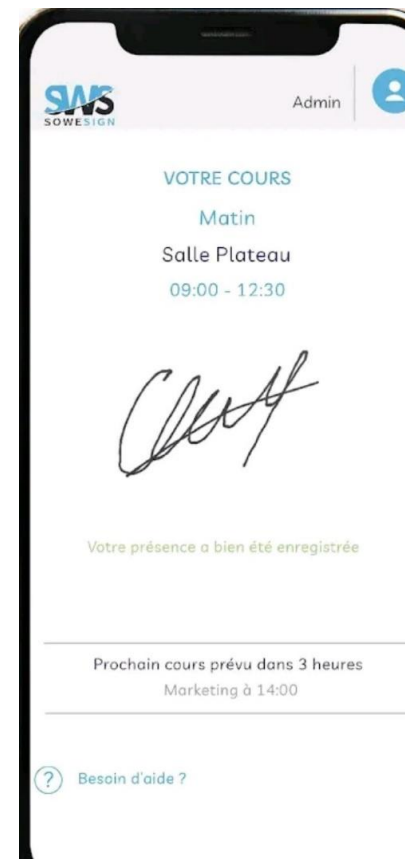 SWS
SOWESIGN
Admin
VOTRE COURS
Matin
Salle Plateau
09:00 - 12:30
Votre présence a bien été enregistrée
Prochain cours prévu dans 3 heures
Marketing à 14:00
? Besoin d'aide ?